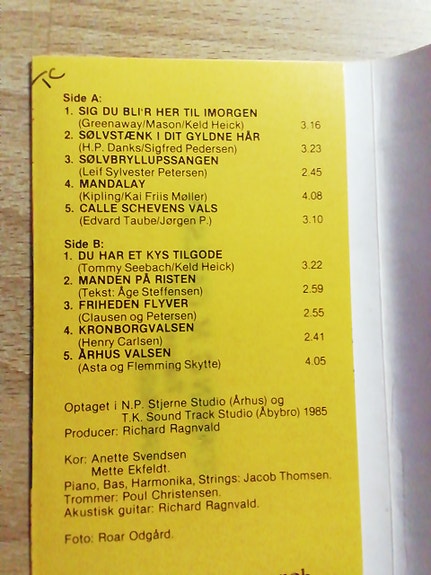 TC
Side A:
1. SIG DU BLI'R HER TIL IMORGEN
(Greenaway/Mason/Keld Heick) 3.16
2. SØLVSTÆNK I DIT GYLDNE HÅR
(H.P. Danks/Sigfred Pedersen) 3.23
3. SØLVBRYLLUPSSANGEN
(Leif Sylvester Petersen) 2.45
4. MANDALAY
(Kipling/Kai Friis Møller) 4.08
5. CALLE SCHEVENS VALS
(Edvard Taube/Jørgen P.) 3.10
Side B:
1. DU HAR ET KYS TILGODE
(Tommy Seebach/Keld Heick) 3.22
2. MANDEN PÅ RISTEN
(Tekst: Åge Steffensen) 2.59
3. FRIHEDEN FLYVER
(Clausen og Petersen) 2.55
4. KRONBORGVALSEN
(Henry Carlsen) 2.41
5. ÅRHUS VALSEN
(Asta og Flemming Skytte) 4.05
Optaget i N.P. Stjerne Studio (Århus) og
T.K. Sound Track Studio (Åbybro) 1985
Producer: Richard Ragnvald
Kor: Anette Svendsen
Mette Ekfeldt.
Piano, Bas, Harmonika, Strings: Jacob Thomsen.
Trommer: Poul Christensen.
Akustisk guitar: Richard Ragnvald.
Foto: Roar Odgård.